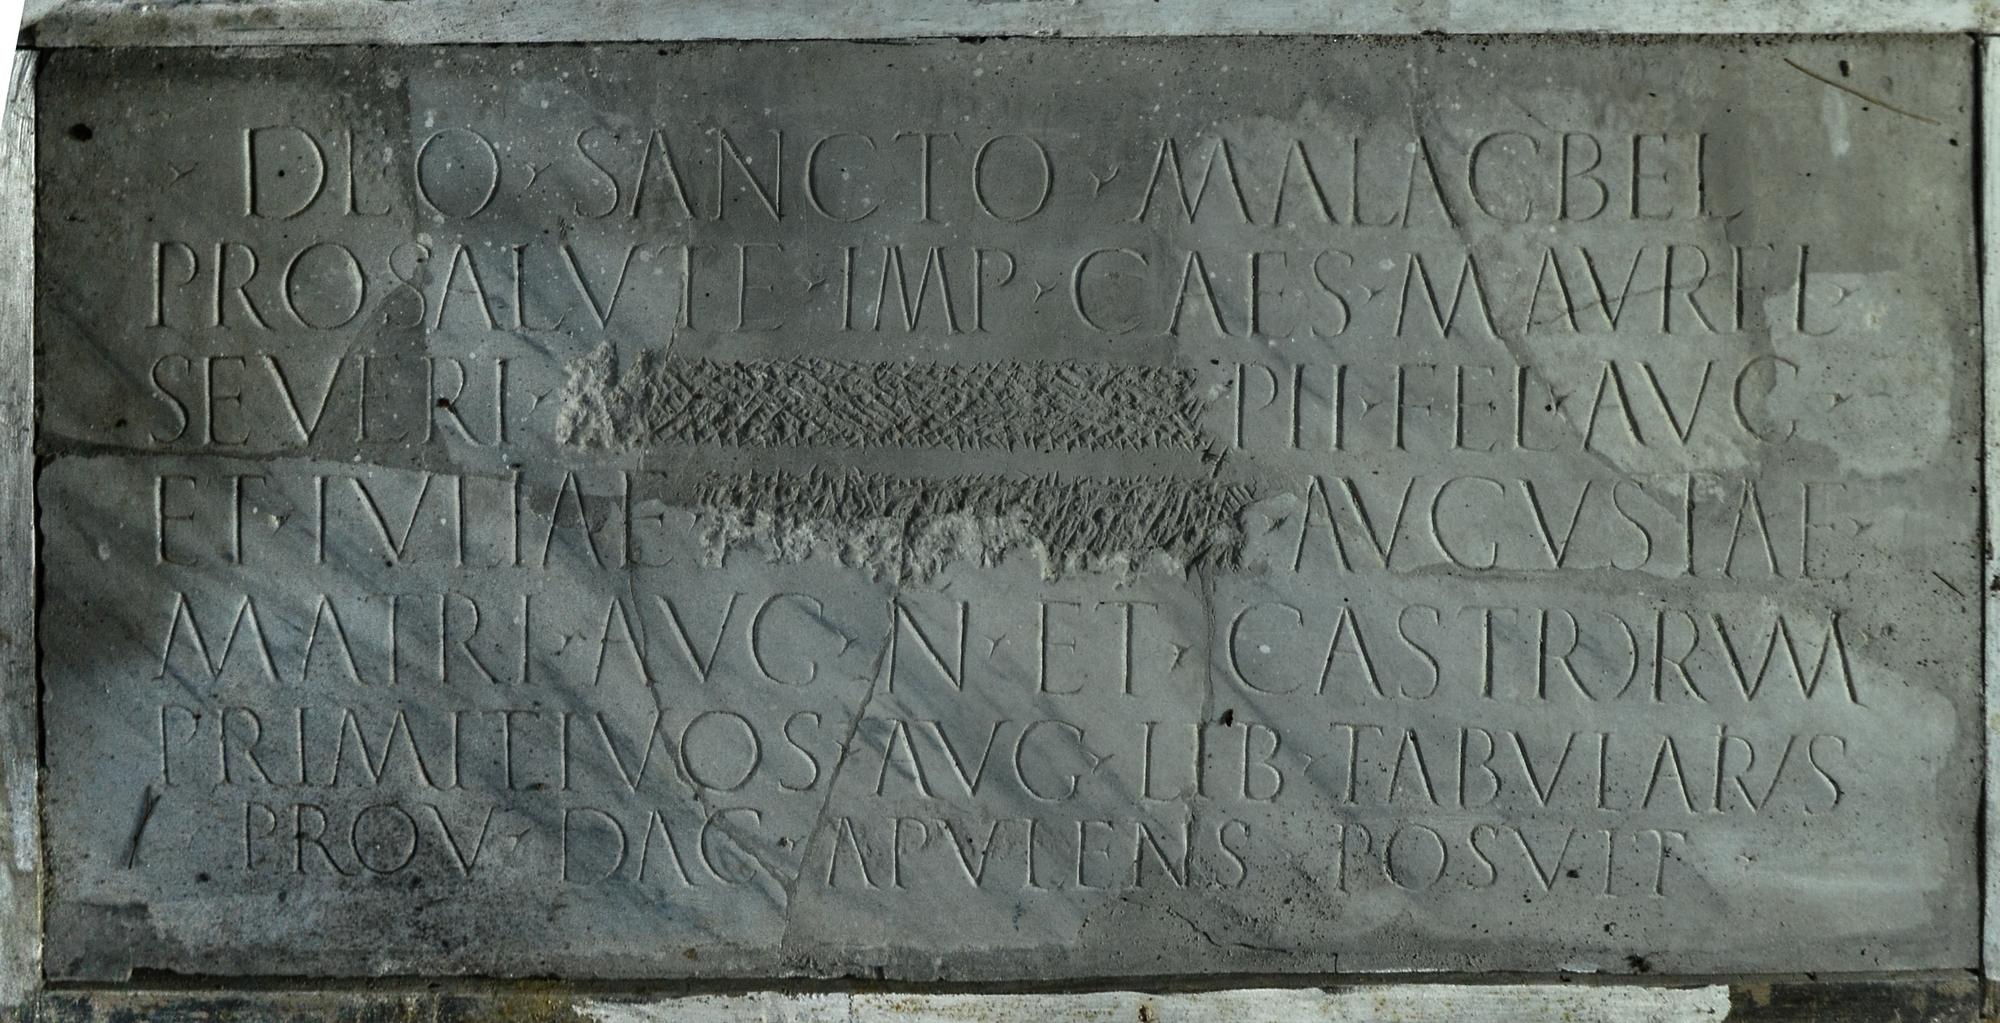 DEO · SANCTO · MALACBEL
PRO SALVTE · IMP · CAES · M AVREL ·
SEVERI · PII · FEL · AVG ·
ET · IVLIAE · AVGVSTAE ·
MATRI · AVG · N · ET · CASTRORVM
PRIMITIVOS · AVG · LIB · TABVLARIVS
PROV · DAC · APVLENS POSVIT